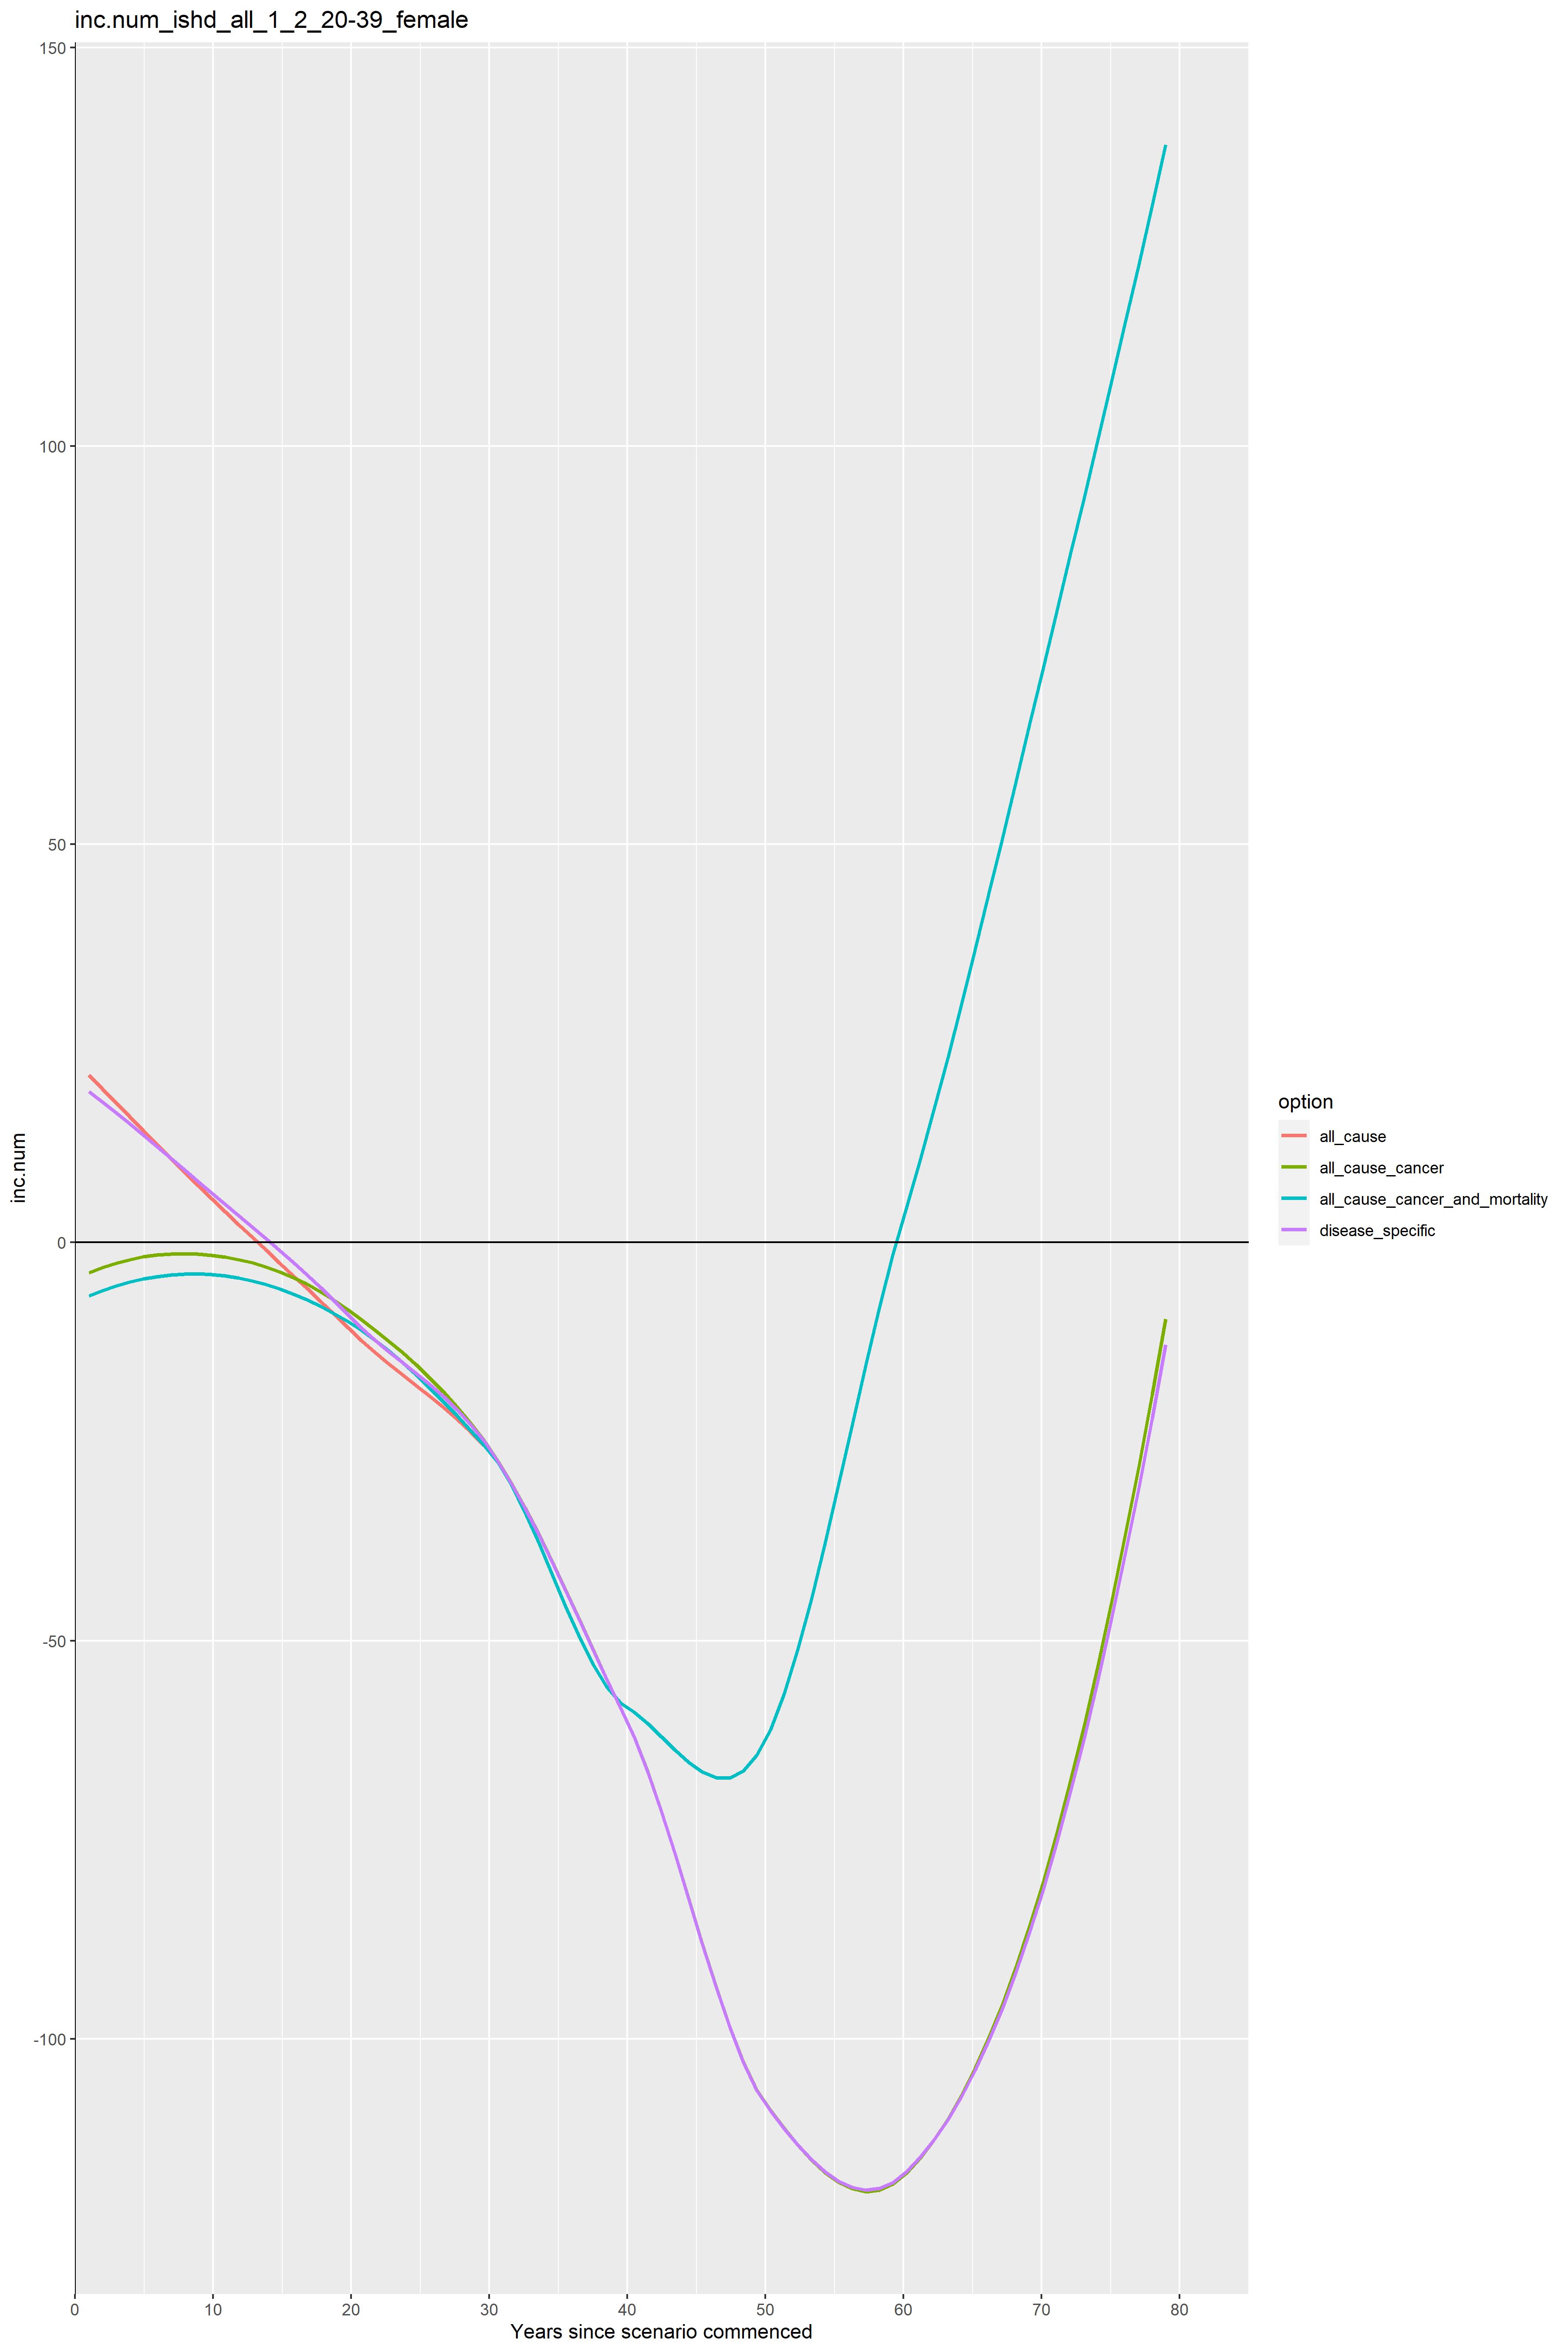 inc.num_ishd_all_1_2_20-39_female
150
100
50
0
-50
-100
inc.num
0 10 20 30 40 50 60 70 80
Years since scenario commenced
option
all_cause
all_cause_cancer
all_cause_cancer_and_mortality
disease_specific